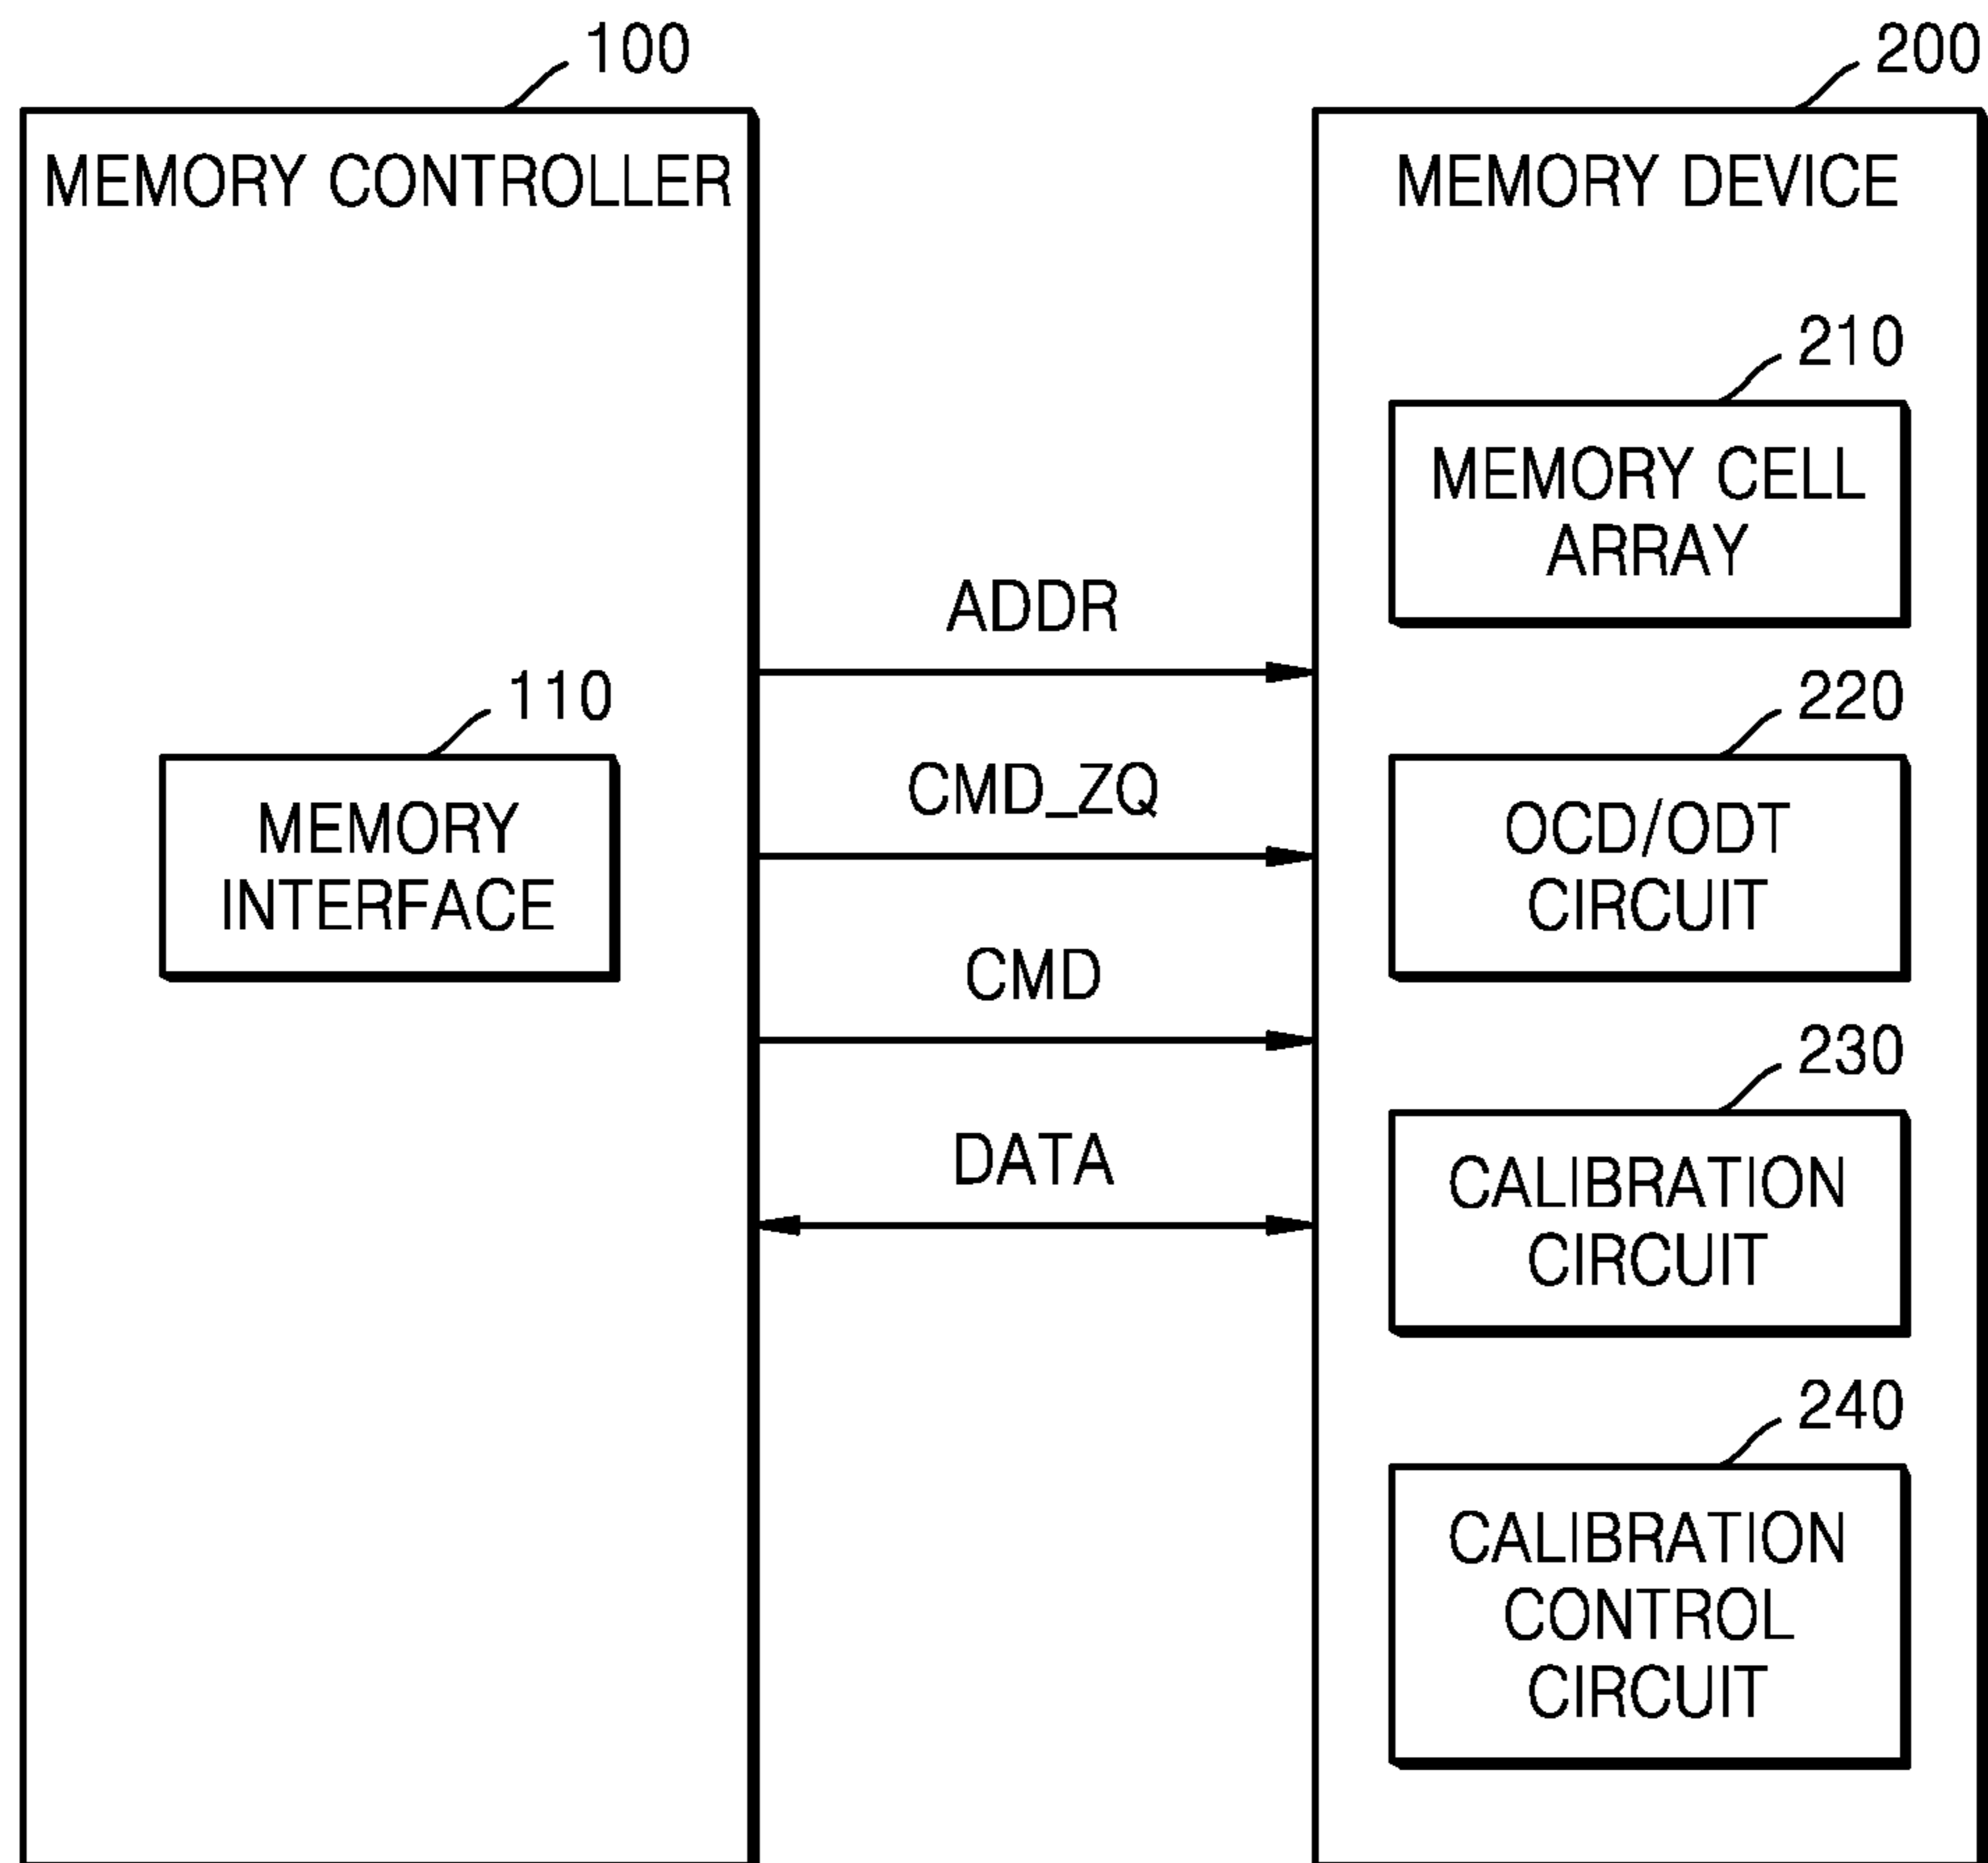 100
MEMORY CONTROLLER
110
MEMORY
INTERFACE
ADDR
CMD_ZQ
CMD
DATA
200
MEMORY DEVICE
210
MEMORY CELL
ARRAY
220
OCD/ODT
CIRCUIT
230
CALIBRATION
CIRCUIT
240
CALIBRATION
CONTROL
CIRCUIT